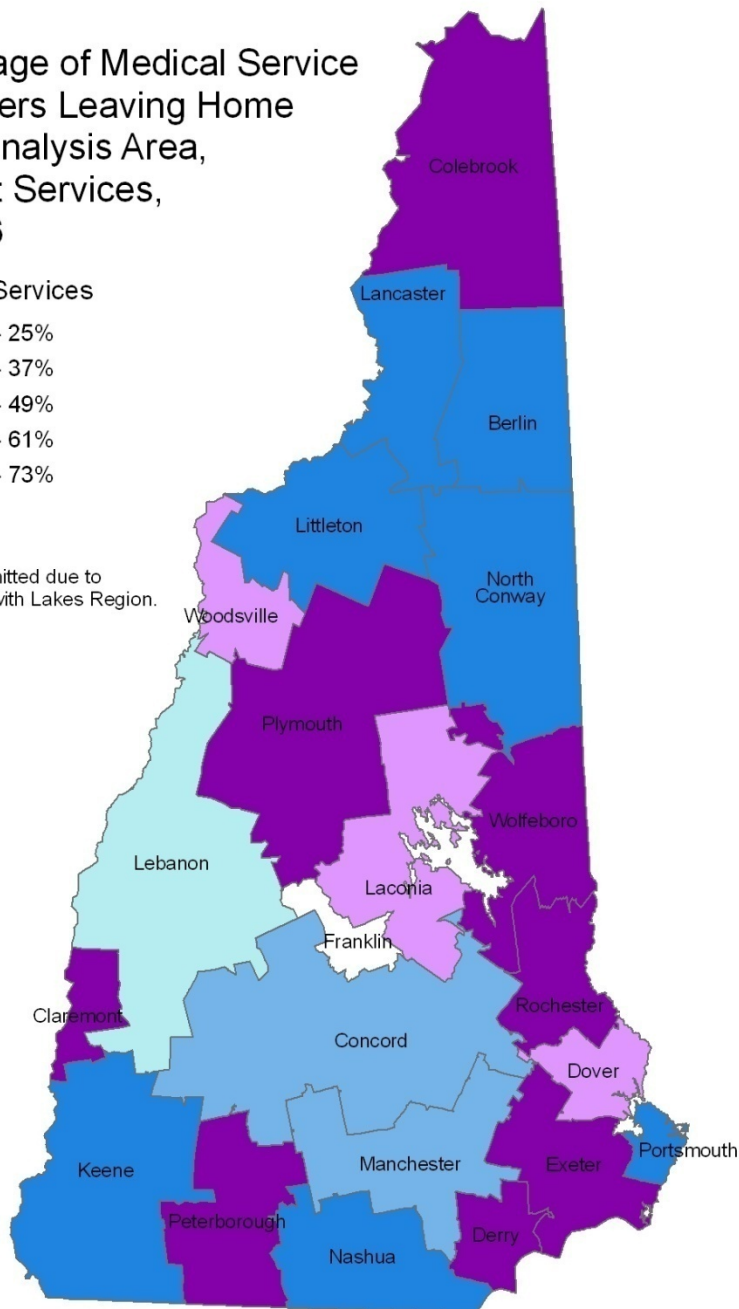 age of Medical Service
ers Leaving Home
nalysis Area,
t Services,
Services
- 25%
- 37%
- 49%
- 61%
- 73%
itted due to
with Lakes Region.
Colebrook
Lancaster
Berlin
Littleton
North
Conway
Woodsville
Plymouth
Wolfeboro
Lebanon
Laconia
Franklin
Claremont
Rochester
Concord
Dover
Portsmouth
Manchester
Exeter
Keene
Peterborough
Derry
Nashua